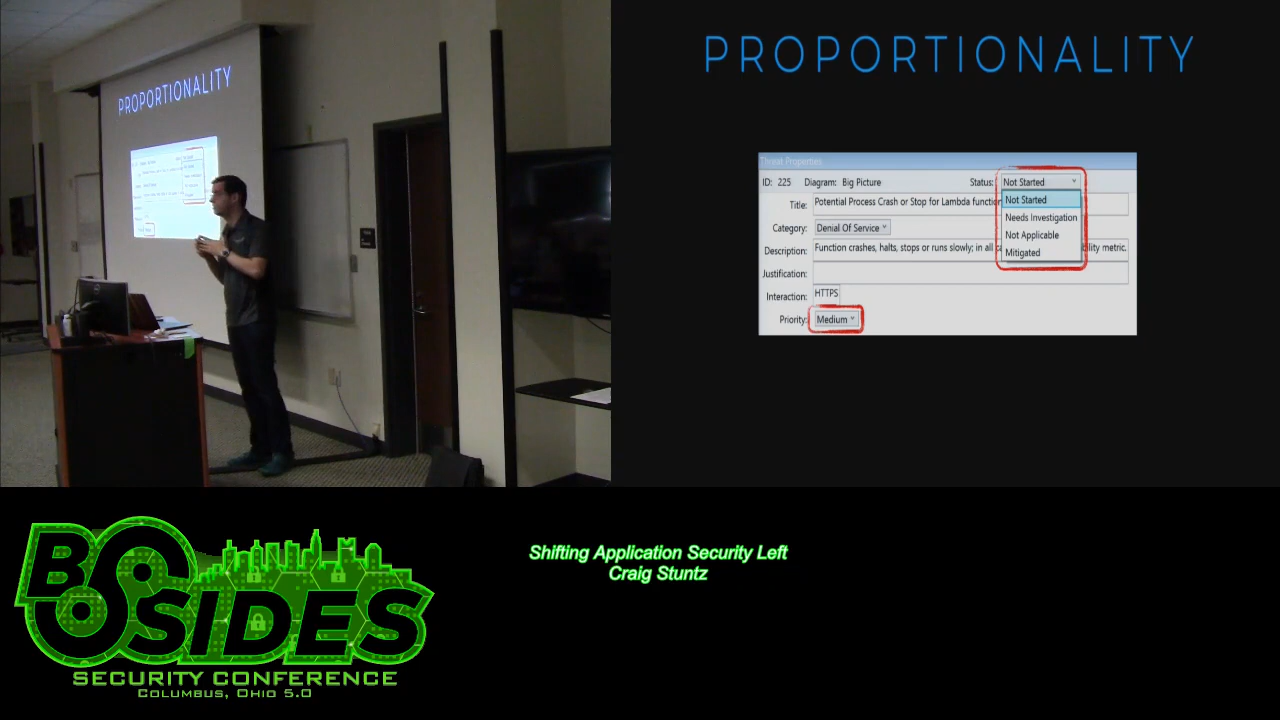 PROPORTIONALITY
PROPORTIONALITY
Threat Properties
ID: 225 Diagram: Big Picture Status: Not Started
Not Started
Needs Investigation
Not Applicable
Mitigated
Title: Potential Process Crash or Stop for Lambda function
Category: Denial Of Service
Description: Function crashes, halts, stops or runs slowly; in all bility metric.
Justification:
Interaction: HTTPS
Priority: Medium
Shifting Application Security Left
Craig Stuntz
BSIDES
SECURITY CONFERENCE
COLUMBUS, OHIO 5.0